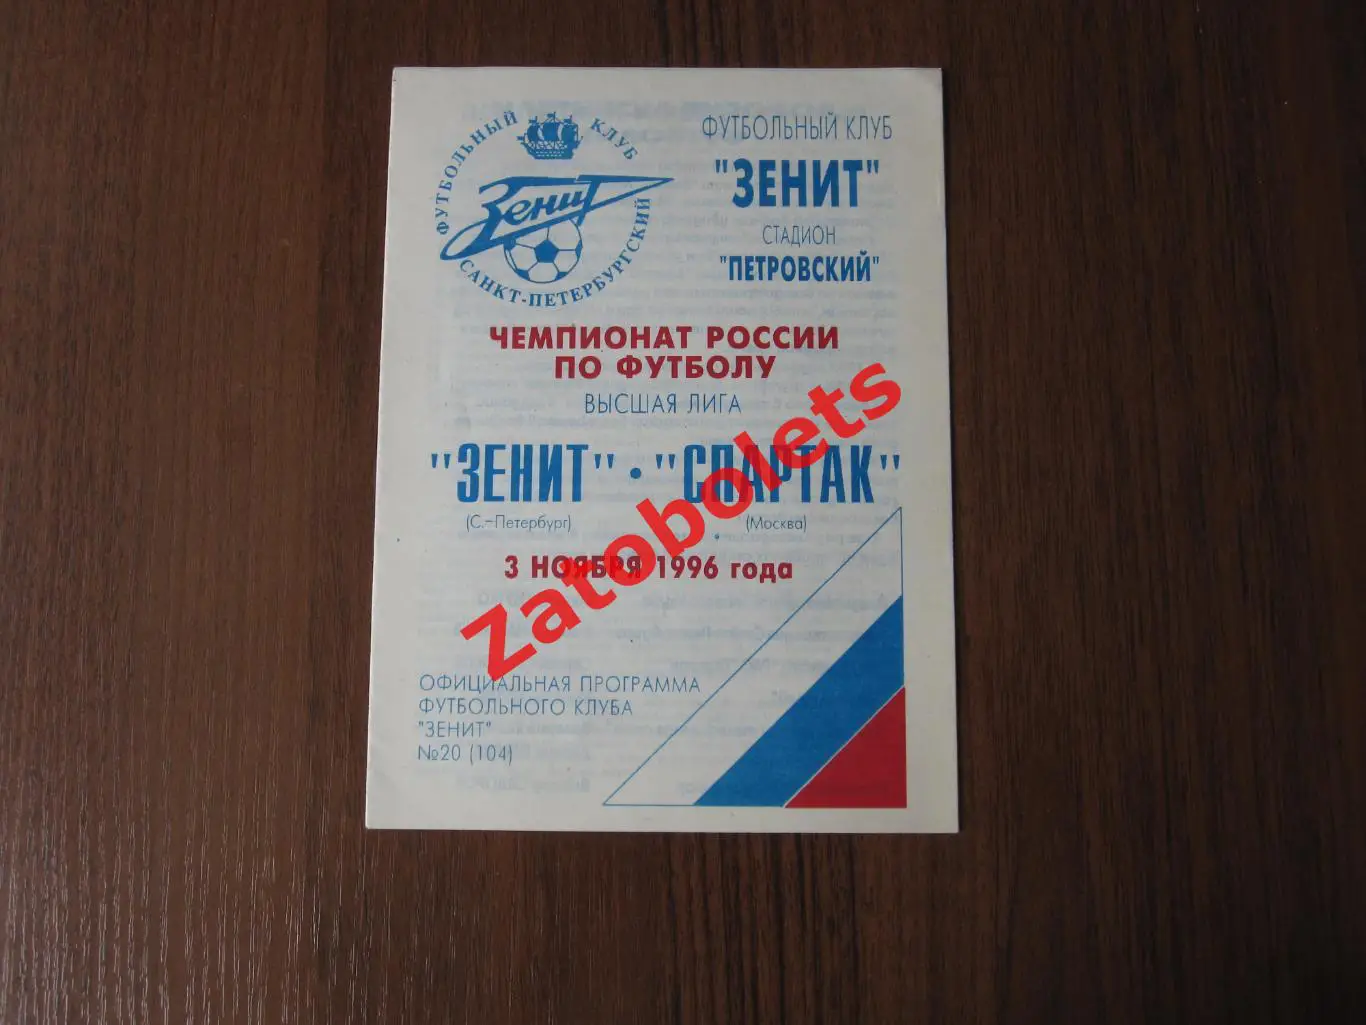 ФУТБОЛЬНЫЙ КЛУБ
Зенит
САНКТ-ПЕТЕРБУРГСКИЙ
ФУТБОЛЬНЫЙ КЛУБ
"ЗЕНИТ"
СТАДИОН
"ПЕТРОВСКИЙ"
ЧЕМПИОНАТ РОССИИ
ПО ФУТБОЛУ
ВЫСШАЯ ЛИГА
"ЗЕНИТ" · "СПАРТАК"
(С.-Петербург) (Москва)
3 НОЯБРЯ 1996 года
Zatobolets
ОФИЦИАЛЬНАЯ ПРОГРАММА
ФУТБОЛЬНОГО КЛУБА
"ЗЕНИТ"
№20 (104)